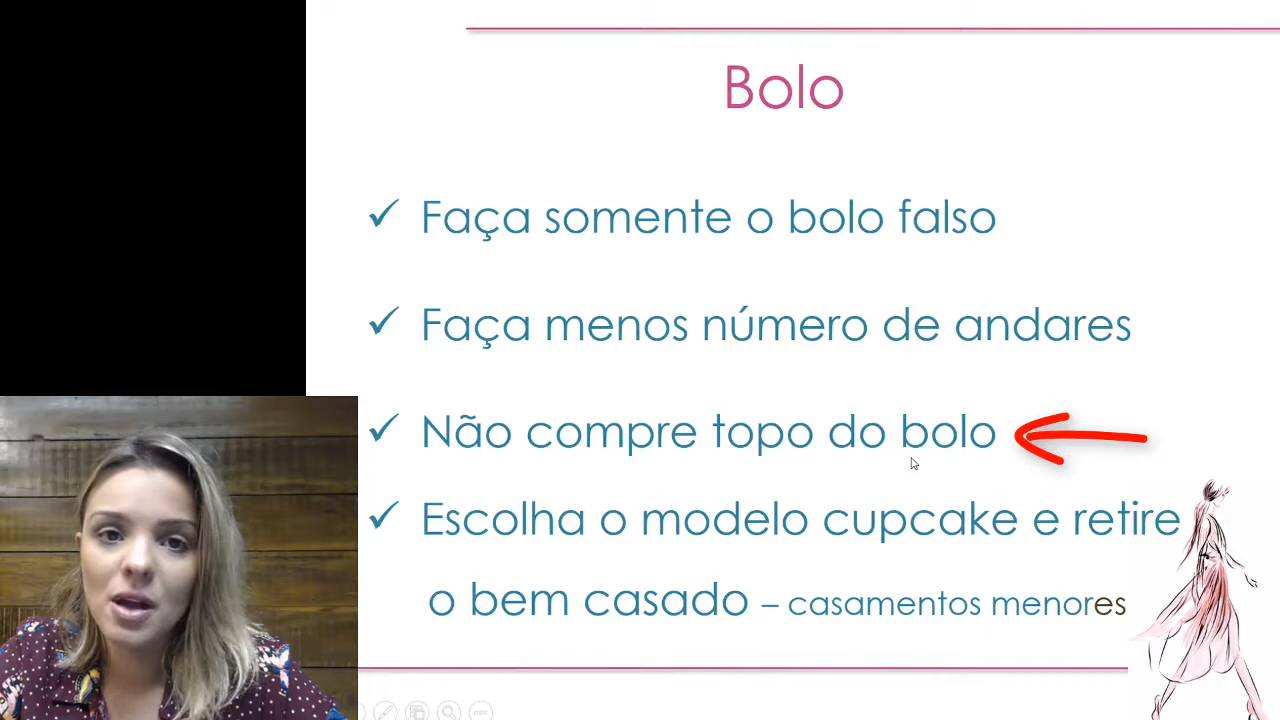 Bolo
✓ Faça somente o bolo falso
✓ Faça menos número de andares
✓ Não compre topo do bolo
✓ Escolha o modelo cupcake e retire
o bem casado – casamentos menores